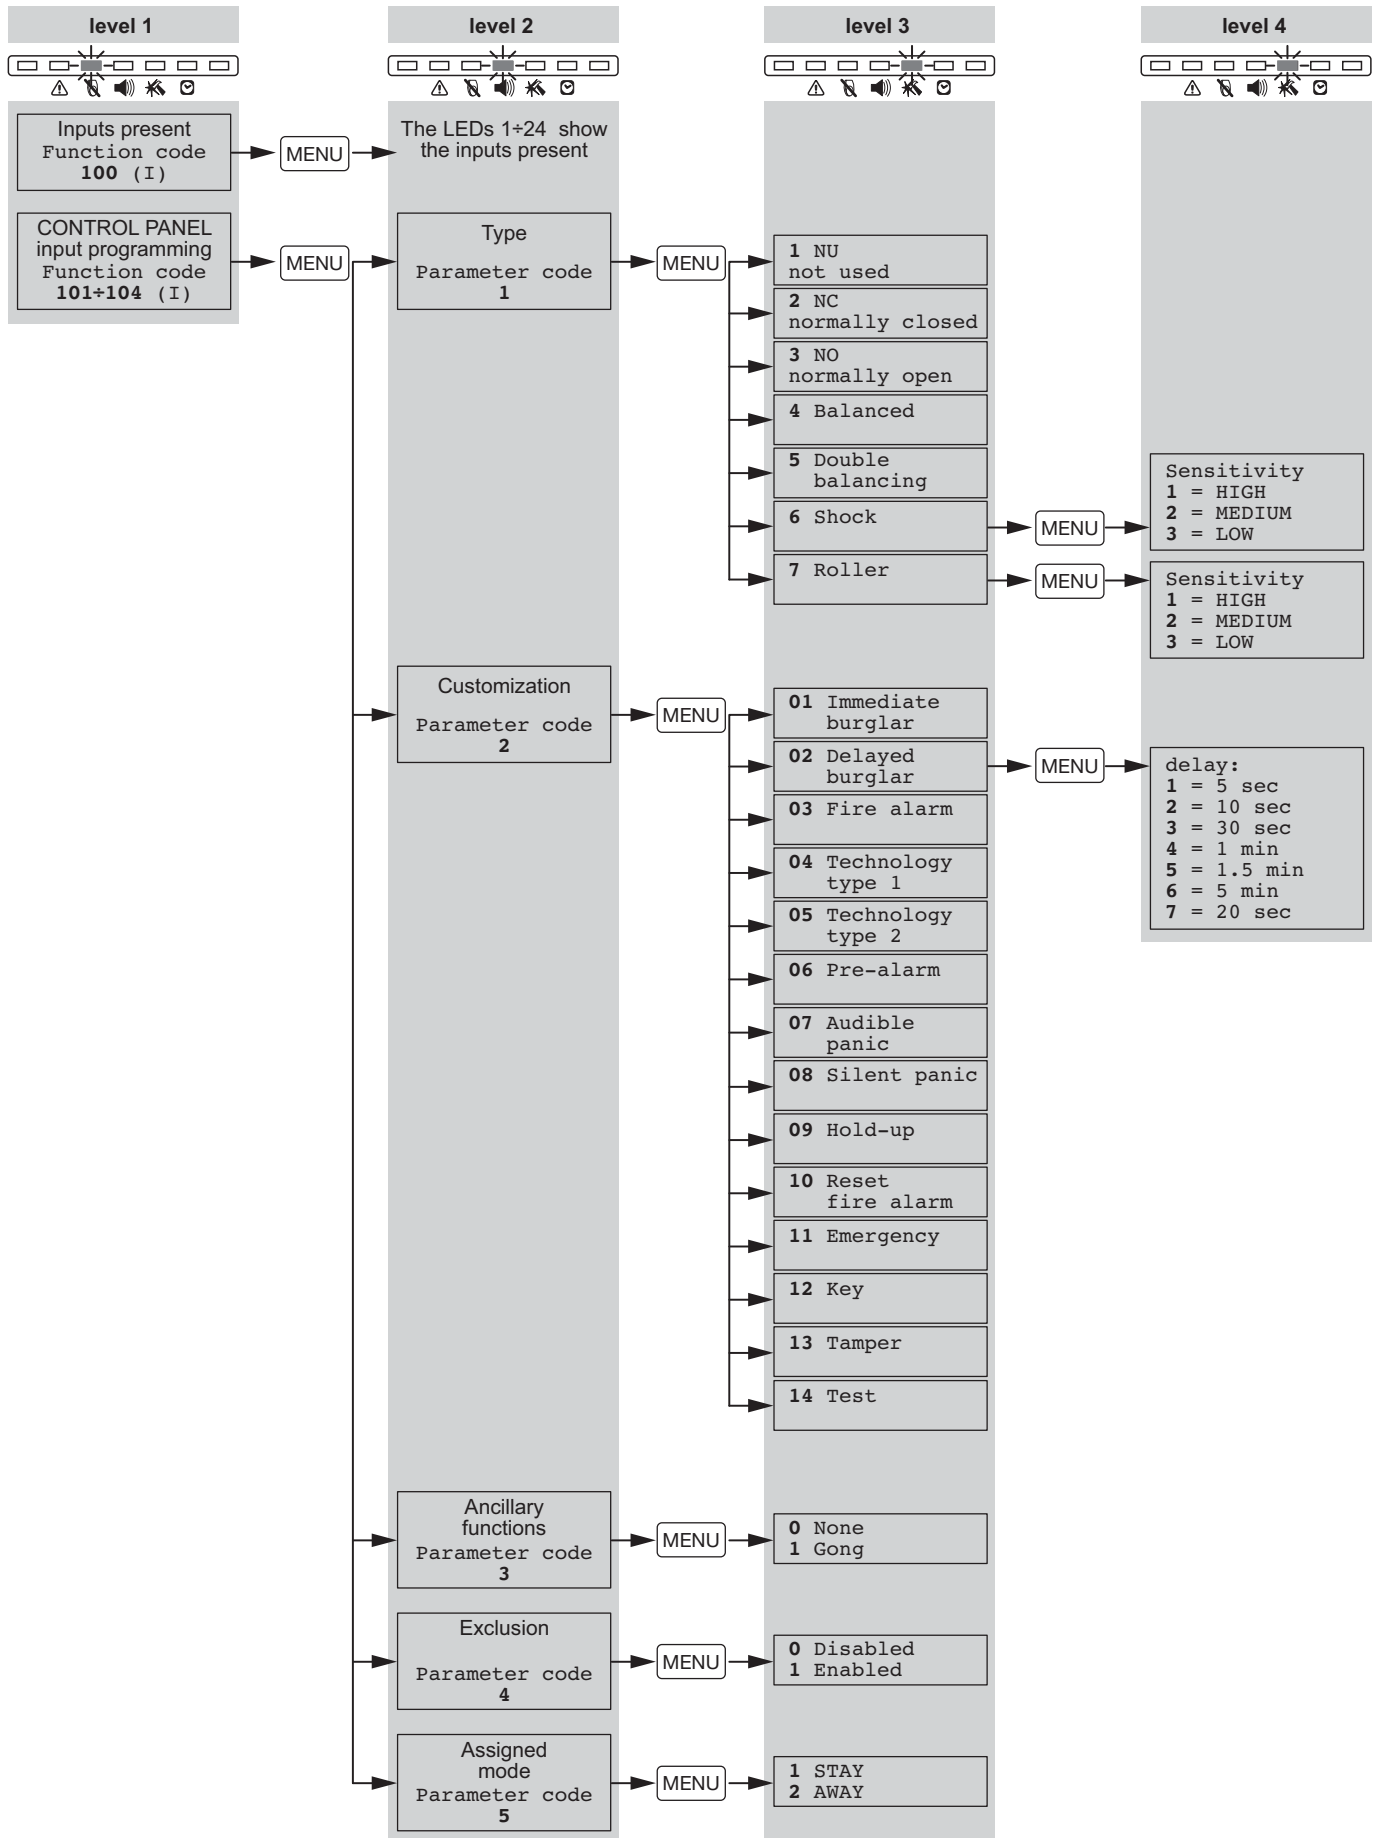 level 1
level 2
level 3
level 4
Inputs present
Function code
100 (I)
MENU
The LEDs 1÷24 show
the inputs present
CONTROL PANEL
input programming
Function code
101÷104 (I)
MENU
Type
Parameter code
1
MENU
1 NU
not used
2 NC
normally closed
3 NO
normally open
4 Balanced
5 Double
balancing
6 Shock
MENU
Sensitivity
1 = HIGH
2 = MEDIUM
3 = LOW
7 Roller
MENU
Sensitivity
1 = HIGH
2 = MEDIUM
3 = LOW
Customization
Parameter code
2
MENU
01 Immediate
burglar
02 Delayed
burglar
MENU
delay:
1 = 5 sec
2 = 10 sec
3 = 30 sec
4 = 1 min
5 = 1.5 min
6 = 5 min
7 = 20 sec
03 Fire alarm
04 Technology
type 1
05 Technology
type 2
06 Pre-alarm
07 Audible
panic
08 Silent panic
09 Hold-up
10 Reset
fire alarm
11 Emergency
12 Key
13 Tamper
14 Test
Ancillary
functions
Parameter code
3
MENU
0 None
1 Gong
Exclusion
Parameter code
4
MENU
0 Disabled
1 Enabled
Assigned
mode
Parameter code
5
MENU
1 STAY
2 AWAY